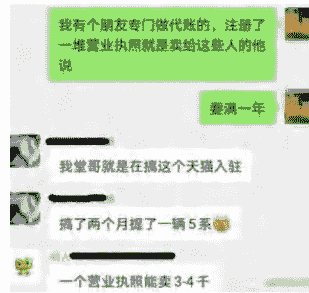 我有个朋友专门做代账的，注册了
一堆营业执照就是卖给这些人的他
说
要满一年
我堂哥就是在搞这个天猫入驻
搞了两个月提了一辆5系
一个营业执照能卖3-4千